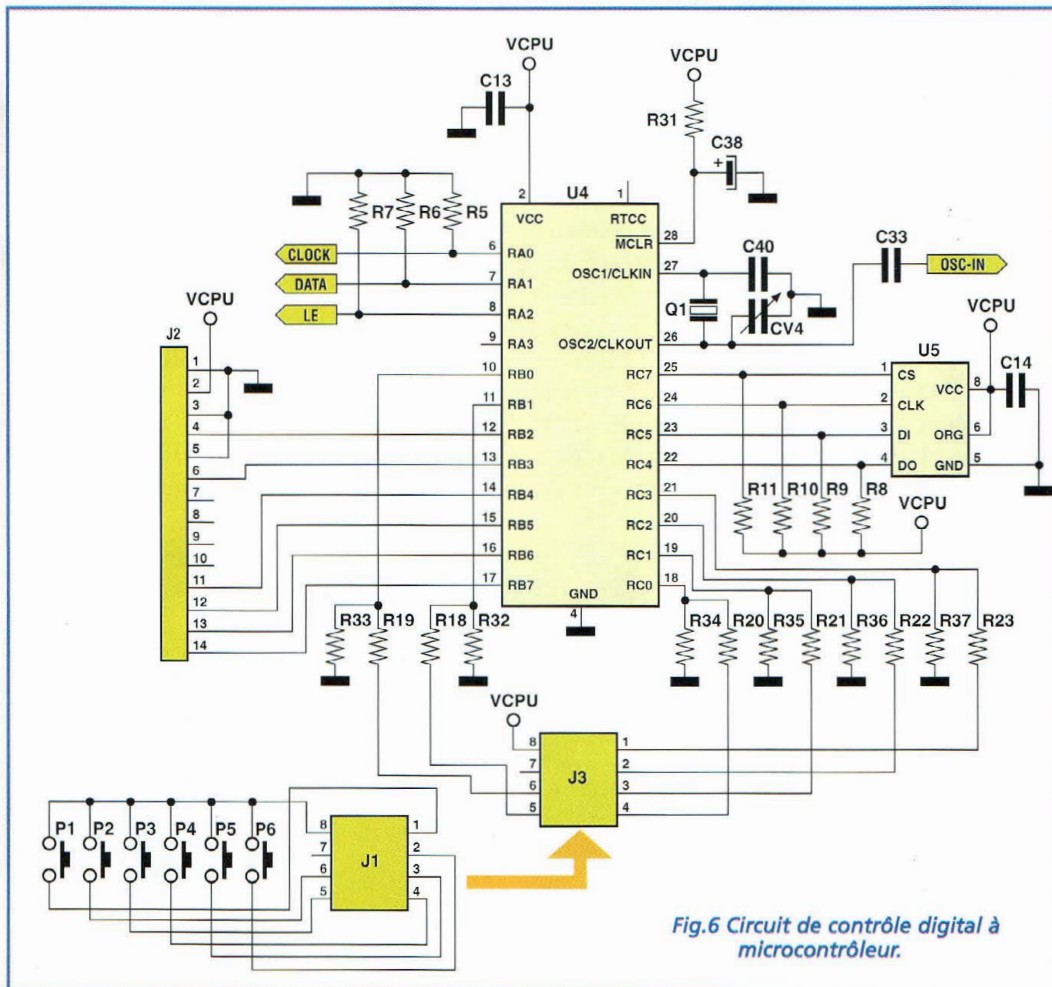 VCPU
C13
VCPU
R31
C38
+
R7
R6
R5
2
U4
1
VCC
RTCC
MCLR
28
CLOCK
6
RA0
DATA
7
RA1
LE
8
RA2
9
RA3
OSC1/CLKIN
27
C40
C33
OSC-IN
Q1
CV4
OSC2/CLKOUT
26
VCPU
J2
1
2
3
4
5
6
7
8
9
10
11
12
13
14
10
RB0
11
RB1
12
RB2
13
RB3
14
RB4
15
RB5
16
RB6
17
RB7
RC7
25
RC6
24
RC5
23
RC4
22
RC3
21
RC2
20
RC1
19
RC0
18
GND
4
VCPU
U5
C14
1
CS
2
CLK
3
DI
4
DO
VCC
8
ORG
6
GND
5
R11
R10
R9
R8
VCPU
R33
R19
R18
R32
R34
R20
R35
R21
R36
R22
R37
R23
VCPU
8
7
6
5
J3
1
2
3
4
P1
P2
P3
P4
P5
P6
8
7
6
5
J1
1
2
3
4
Fig.6 Circuit de contrôle digital à
microcontrôleur.